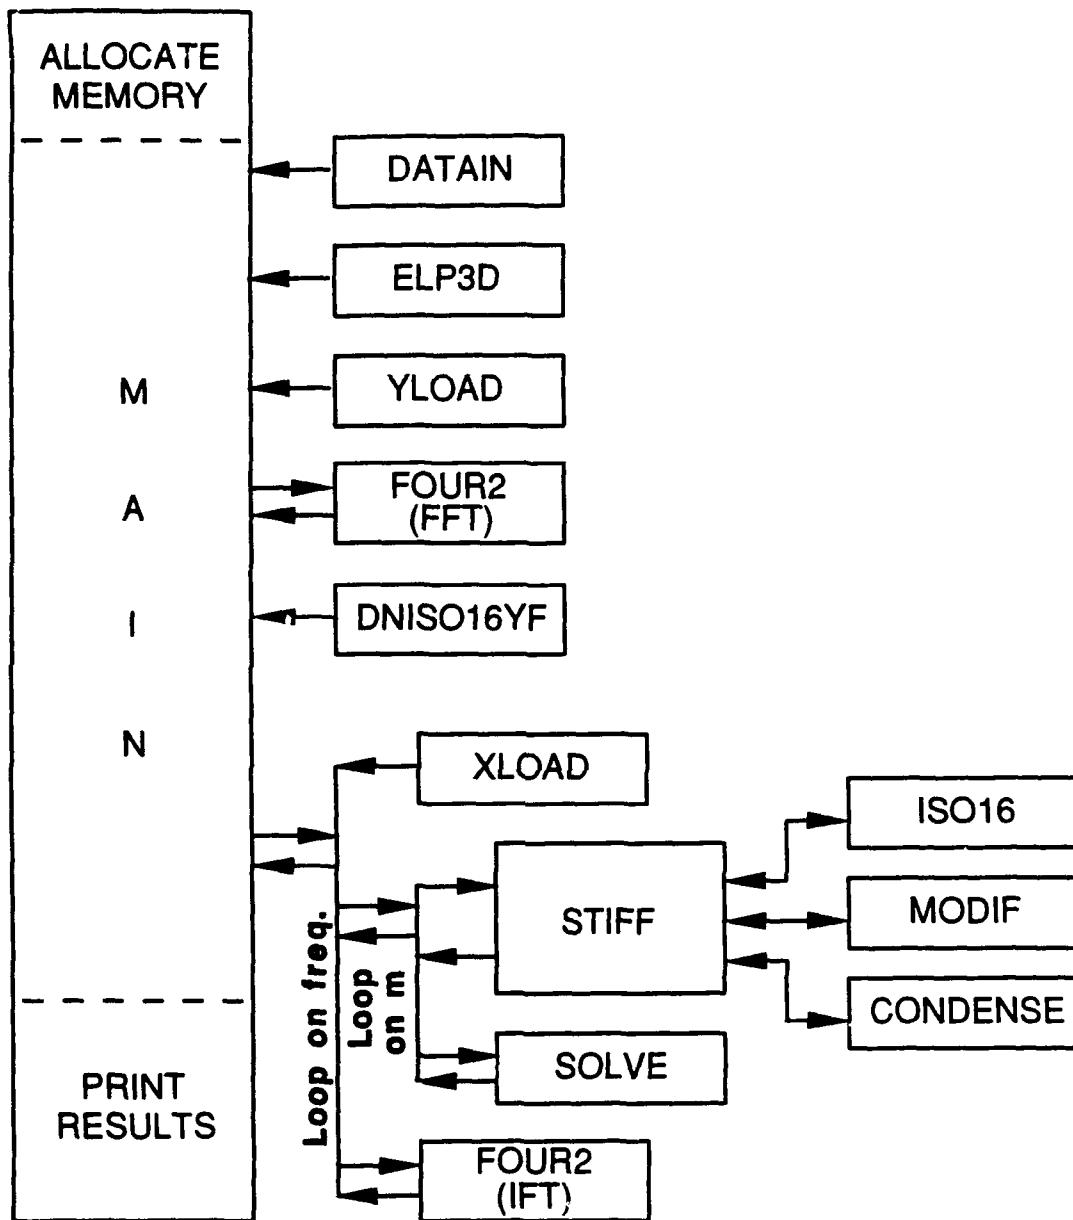 ALLOCATE
MEMORY
DATAIN
ELP3D
YLOAD
FOUR2
(FFT)
DNISO16YF
M
A
I
N
XLOAD
ISO16
STIFF
MODIF
CONDENSE
Loop on freq.
Loop
on m
SOLVE
FOUR2
(IFT)
PRINT
RESULTS